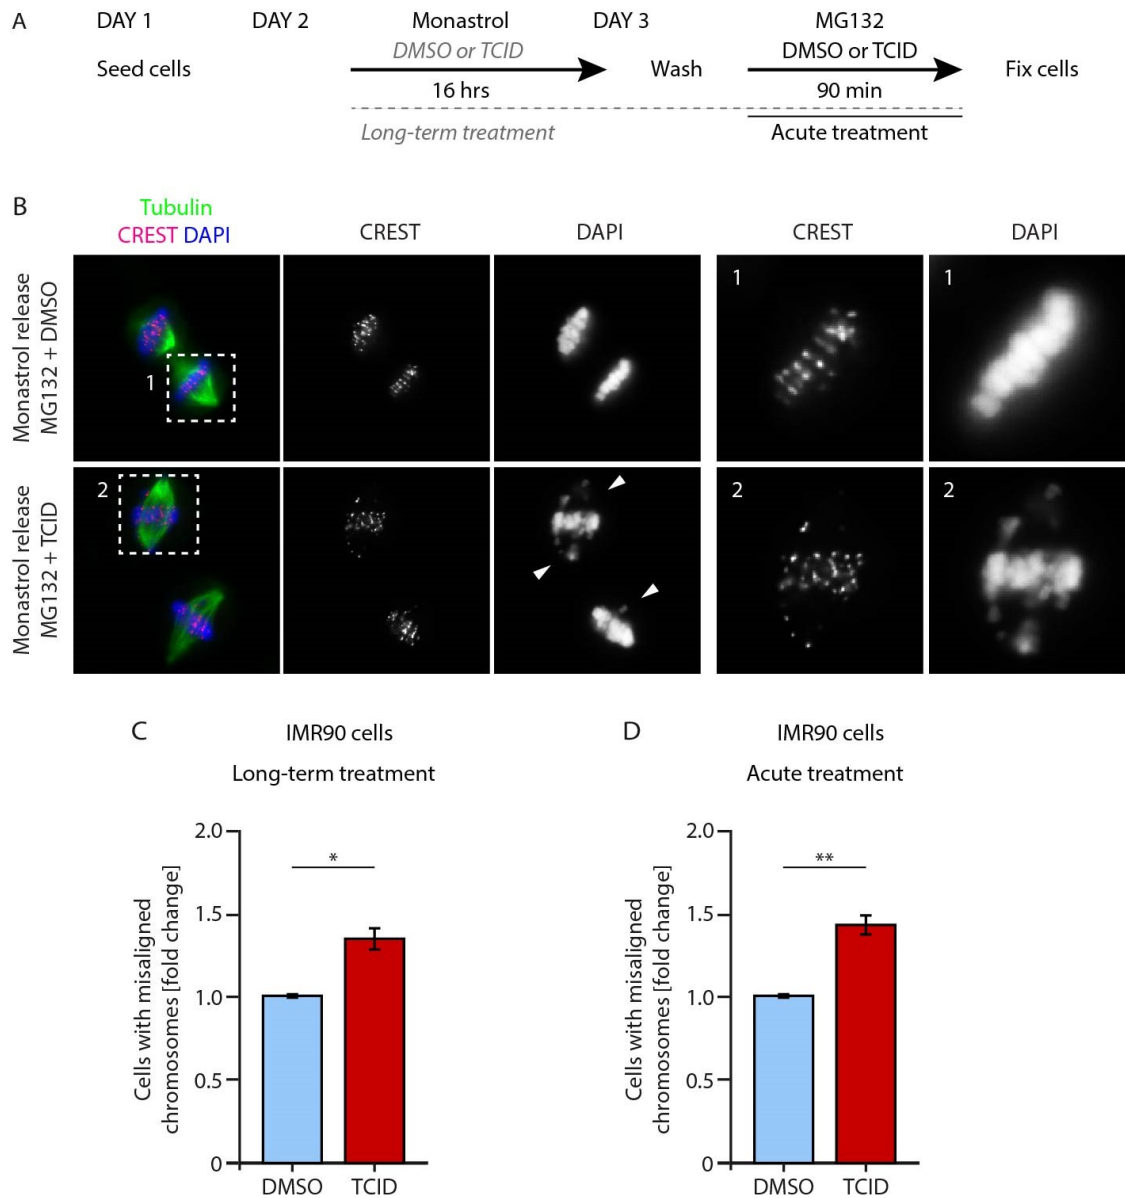 A
DAY 1
DAY 2
Monastrol
DAY 3
MG132
DMSO or TCID
DMSO or TCID
Seed cells
Wash
Fix cells
16 hrs
90 min
Long-term treatment
Acute treatment
B
Tubulin
CREST DAPI
CREST
DAPI
CREST
DAPI
Monastrol release
MG132 + DMSO
1
1
1
Monastrol release
MG132 + TCID
2
2
2
C
IMR90 cells
Long-term treatment
Cells with misaligned
chromosomes [fold change]
2.0
1.5
1.0
0.5
0
*
DMSO
TCID
D
IMR90 cells
Acute treatment
Cells with misaligned
chromosomes [fold change]
2.0
1.5
1.0
0.5
0
**
DMSO
TCID